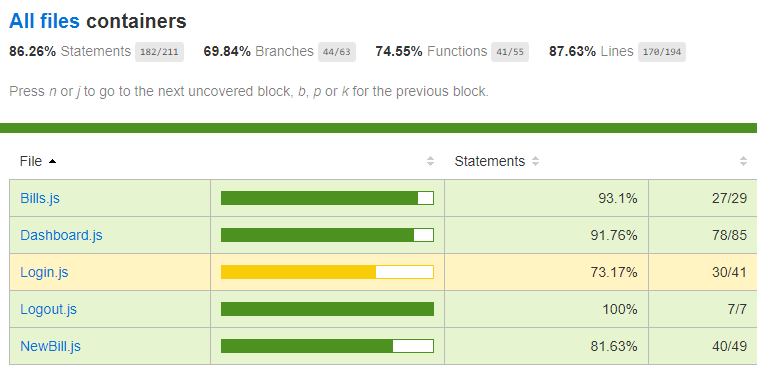 All files containers
86.26% Statements 182/211 69.84% Branches 44/63 74.55% Functions 41/55 87.63% Lines 170/194
Press n or j to go to the next uncovered block, b, p or k for the previous block.
File Statements
Bills.js 93.1% 27/29
Dashboard.js 91.76% 78/85
Login.js 73.17% 30/41
Logout.js 100% 7/7
NewBill.js 81.63% 40/49